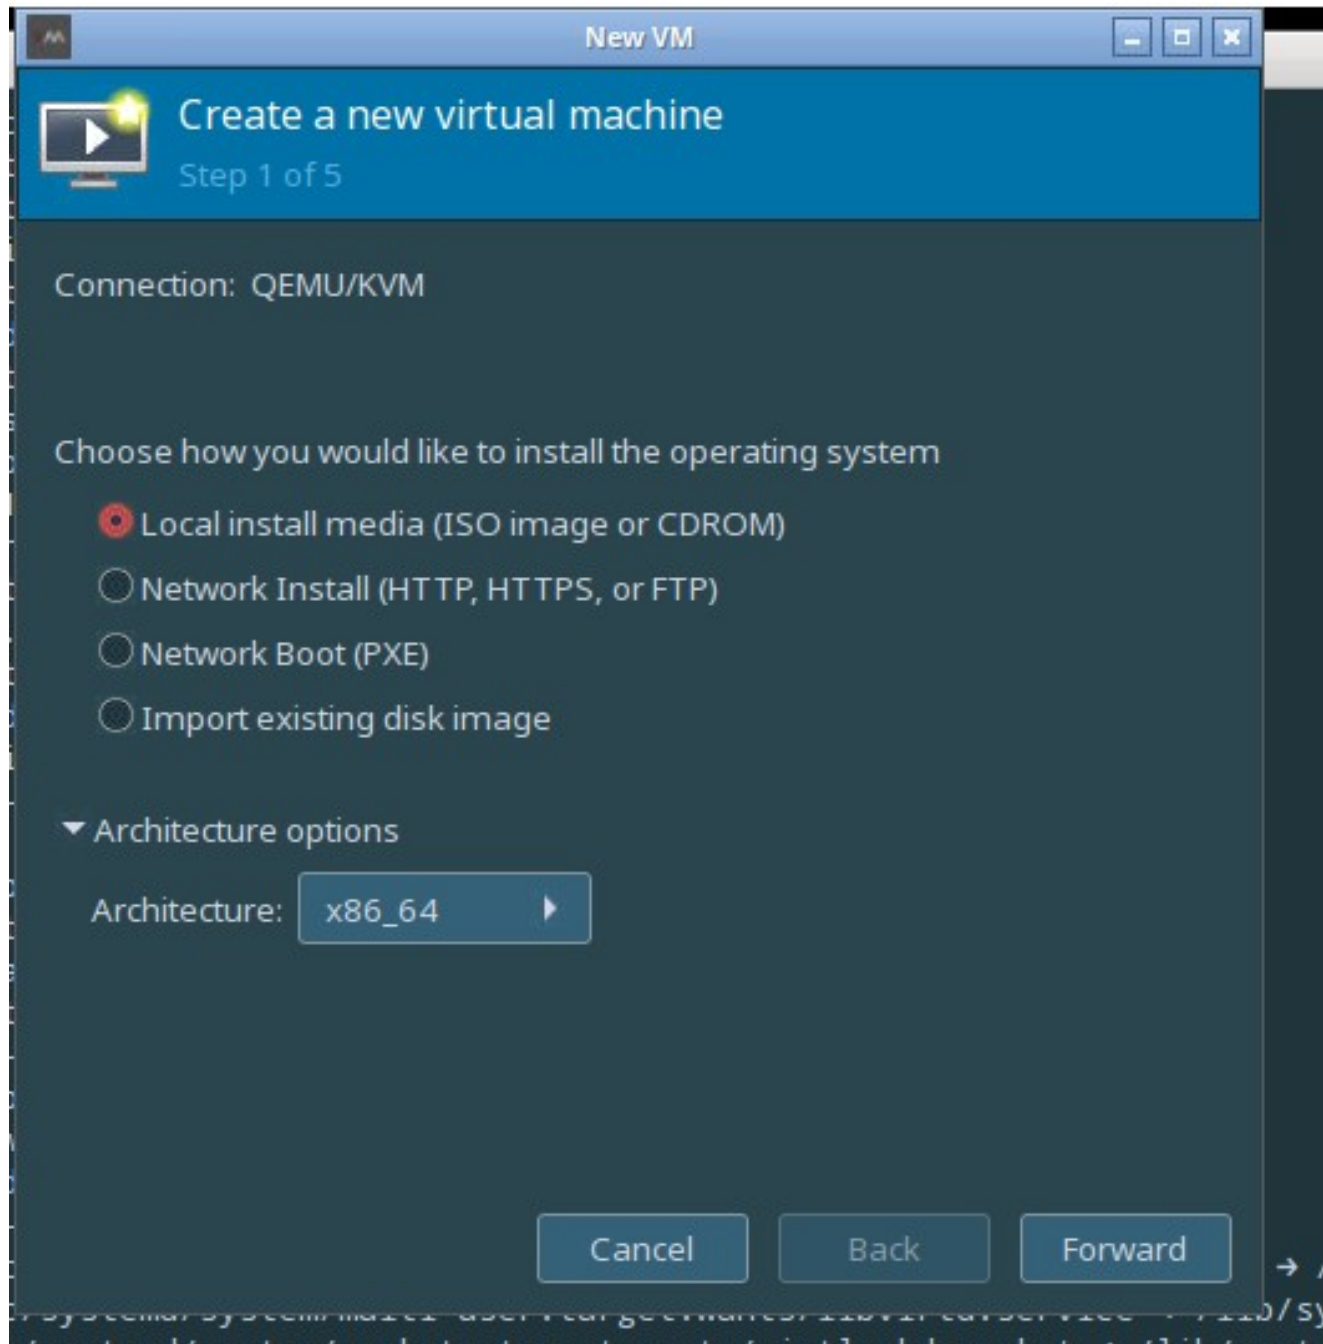 New VM
Create a new virtual machine
Step 1 of 5
Connection: QEMU/KVM
Choose how you would like to install the operating system
Local install media (ISO image or CDROM)
Network Install (HTTP, HTTPS, or FTP)
Network Boot (PXE)
Import existing disk image
Architecture options
Architecture: x86_64
Cancel Back Forward